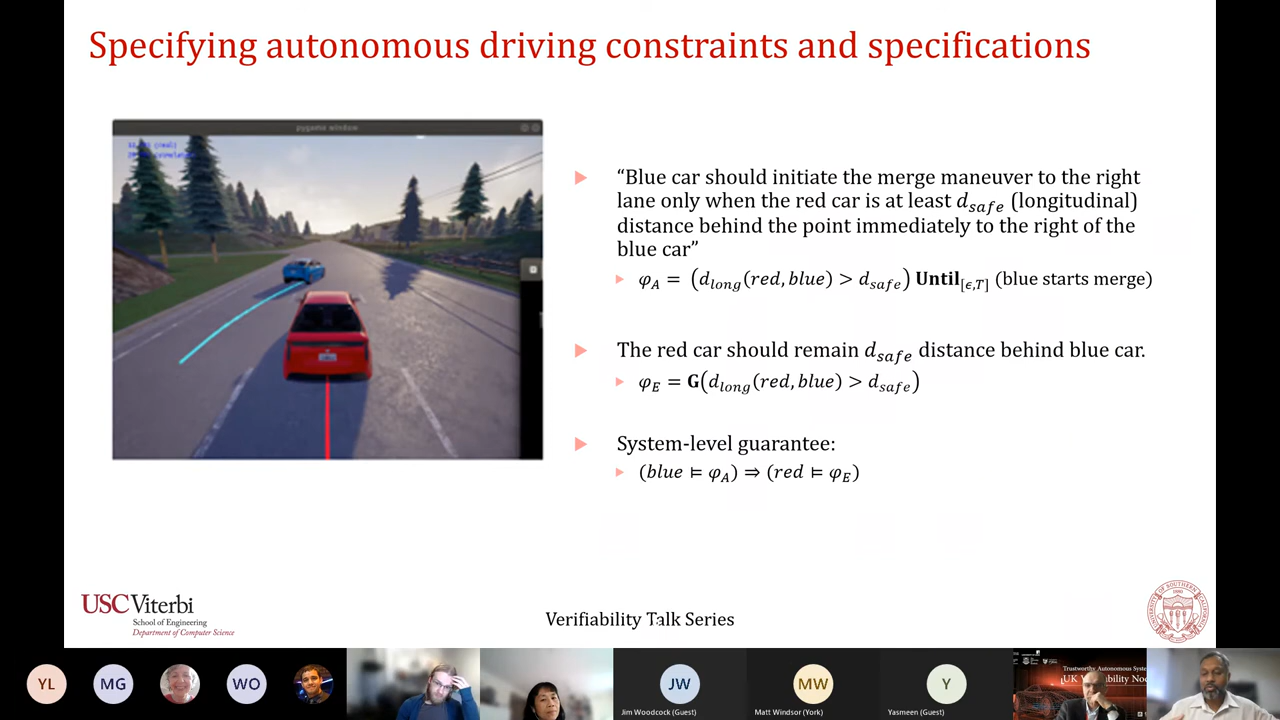 Specifying autonomous driving constraints and specifications
pygame window
“Blue car should initiate the merge maneuver to the right
lane only when the red car is at least d_safe (longitudinal)
distance behind the point immediately to the right of the
blue car”
φ_A = (d_long(red, blue) > d_safe) Until_[ϵ,T] (blue starts merge)
The red car should remain d_safe distance behind blue car.
φ_E = G(d_long(red, blue) > d_safe)
System-level guarantee:
(blue ⊨ φ_A) ⇒ (red ⊨ φ_E)
USC Viterbi
School of Engineering
Department of Computer Science
Verifiability Talk Series
YL
MG
WO
JW
Jim Woodcock (Guest)
MW
Matt Windsor (York)
Y
Yasmeen (Guest)
Trustworthy Autonomous